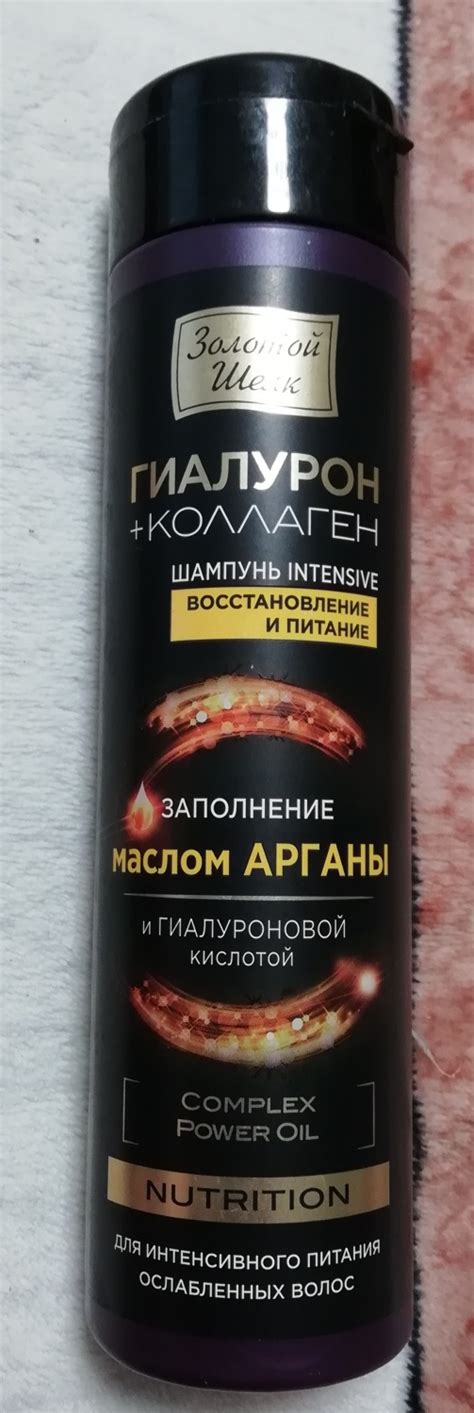 Золотой
Шелк
ГИАЛУРОН
+КОЛЛАГЕН
ШАМПУНЬ INTENSIVE
ВОССТАНОВЛЕНИЕ
И ПИТАНИЕ
ЗАПОЛНЕНИЕ
маслом АРГАНЫ
и ГИАЛУРОНОВОЙ
кислотой
COMPLEX
POWER OIL
NUTRITION
ДЛЯ ИНТЕНСИВНОГО ПИТАНИЯ
ОСЛАБЛЕННЫХ ВОЛОС